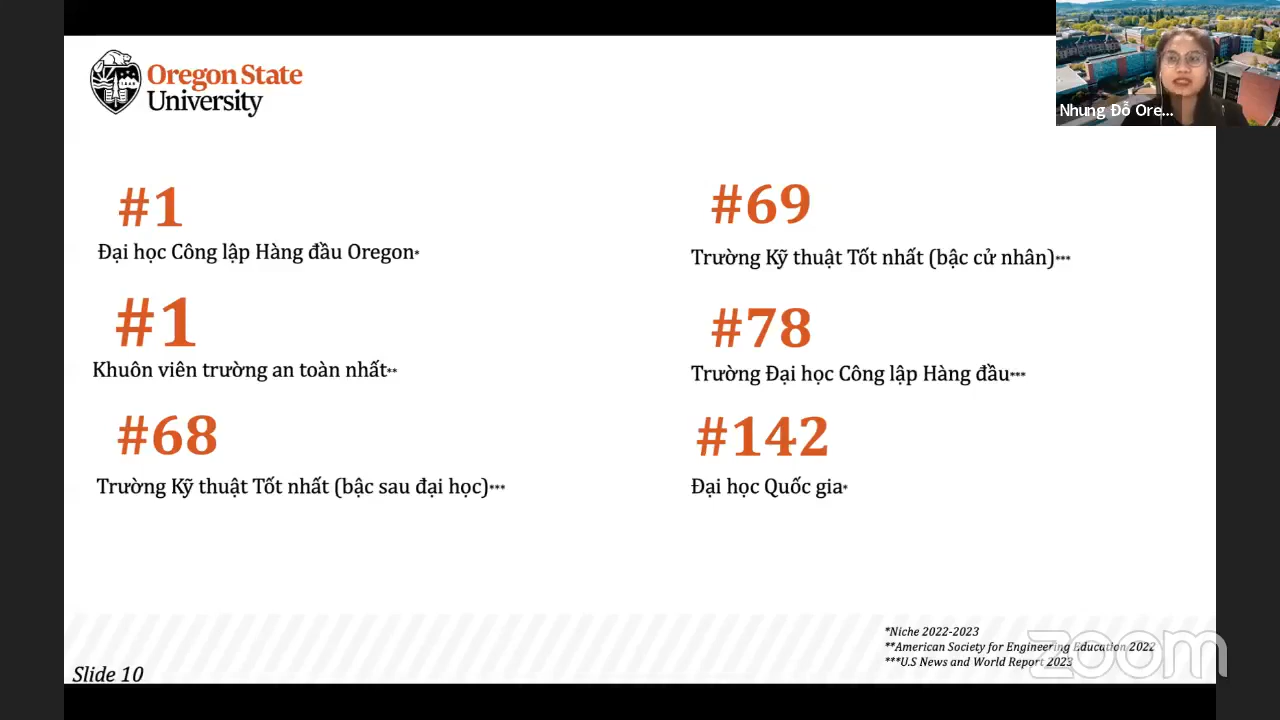 Oregon State
University
Nhung Đỗ Ore...
#1
Đại học Công lập Hàng đầu Oregon*
#1
Khuôn viên trường an toàn nhất**
#68
Trường Kỹ thuật Tốt nhất (bậc sau đại học)***
#69
Trường Kỹ thuật Tốt nhất (bậc cử nhân)***
#78
Trường Đại học Công lập Hàng đầu***
#142
Đại học Quốc gia*
*Niche 2022-2023
**American Society for Engineering Education 2022
***U.S News and World Report 2023
zoom
Slide 10